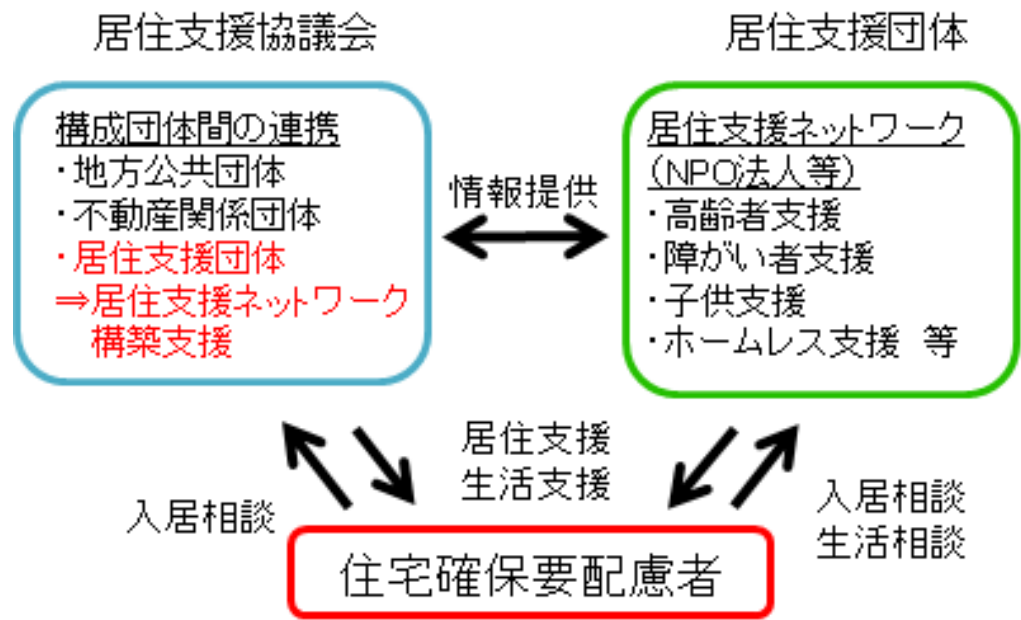 居住支援協議会
構成団体間の連携
・地方公共団体
・不動産関係団体
・居住支援団体
⇒居住支援ネットワーク
構築支援
情報提供
居住支援団体
居住支援ネットワーク
（NPO法人等）
・高齢者支援
・障がい者支援
・子供支援
・ホームレス支援　等
入居相談
居住支援
生活支援
入居相談
生活相談
住宅確保要配慮者